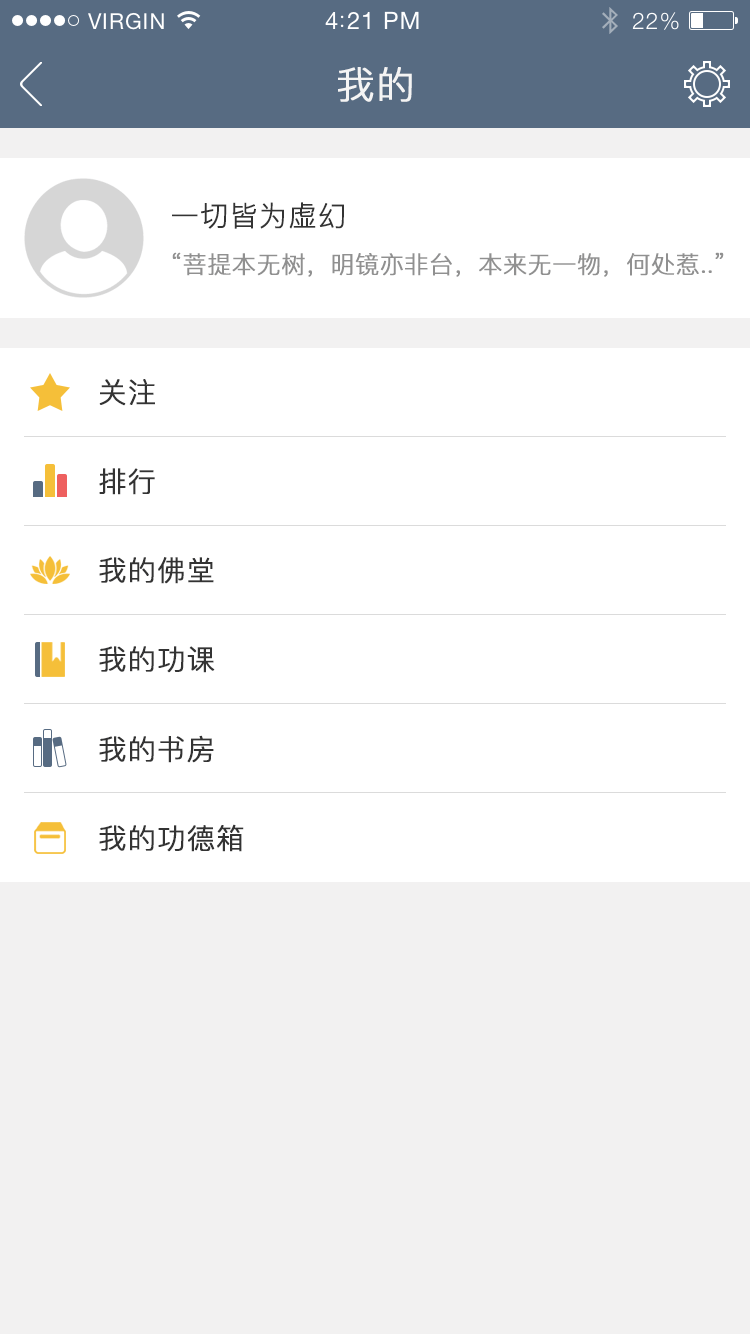 VIRGIN 4:21 PM 22%
我的
一切皆为虚幻
“菩提本无树，明镜亦非台，本来无一物，何处惹..”
关注
排行
我的佛堂
我的功课
我的书房
我的功德箱